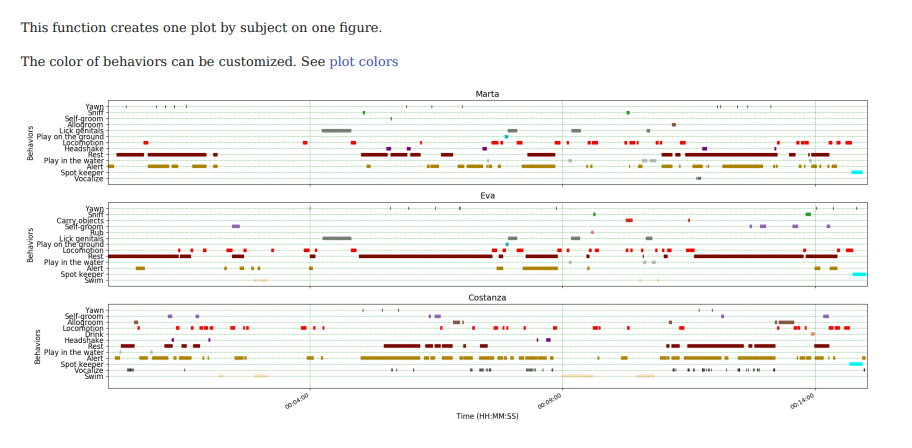 This function creates one plot by subject on one figure.
The color of behaviors can be customized. See plot colors
Marta
Behaviors
Yawn
Sniff
Self-groom
Allogroom
Lick genitals
Play on the ground
Locomotion
Headshake
Rest
Play in the water
Alert
Spot keeper
Vocalize
Eva
Behaviors
Yawn
Sniff
Carry objects
Self-groom
Rub
Lick genitals
Play on the ground
Locomotion
Rest
Play in the water
Alert
Spot keeper
Swim
Costanza
Behaviors
Yawn
Self-groom
Allogroom
Locomotion
Drink
Headshake
Rest
Play in the water
Alert
Spot keeper
Vocalize
Swim
00:04:00
00:09:00
00:14:00
Time (HH:MM:SS)